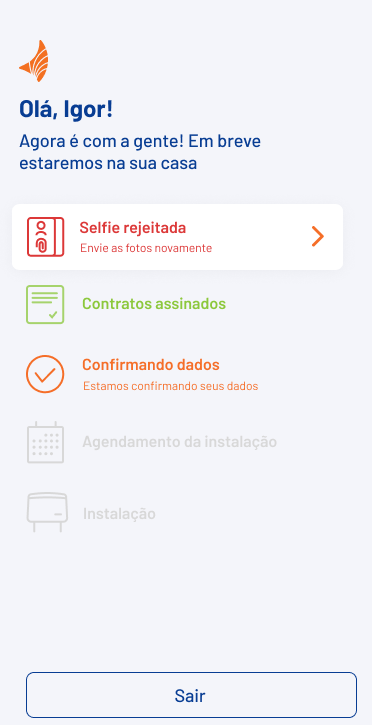 Olá, Igor!
Agora é com a gente! Em breve
estaremos na sua casa
Selfie rejeitada
Envie as fotos novamente
Contratos assinados
Confirmando dados
Estamos confirmando seus dados
Agendamento da instalação
Instalação
Sair